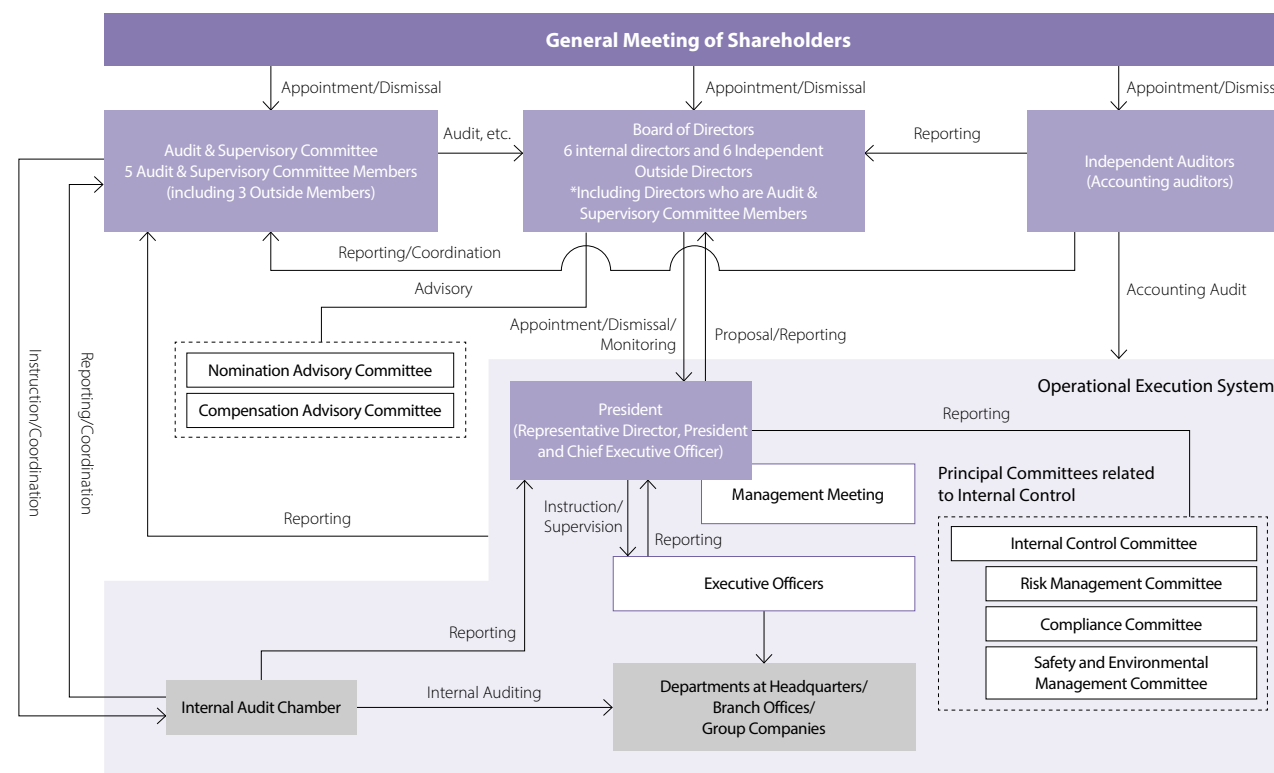 General Meeting of Shareholders
Appointment/Dismissal
Appointment/Dismissal
Appointment/Dismiss
Audit & Supervisory Committee
5 Audit & Supervisory Committee Members
(including 3 Outside Members)
Audit, etc.
Board of Directors
6 internal directors and 6 Independent
Outside Directors
*Including Directors who are Audit &
Supervisory Committee Members
Reporting
Independent Auditors
(Accounting auditors)
Reporting/Coordination
Advisory
Appointment/Dismissal/
Monitoring
Proposal/Reporting
Accounting Audit
Instruction/Coordination
Reporting/Coordination
Nomination Advisory Committee
Compensation Advisory Committee
Operational Execution System
President
(Representative Director, President
and Chief Executive Officer)
Reporting
Management Meeting
Principal Committees related
to Internal Control
Instruction/
Supervision
Reporting
Reporting
Internal Control Committee
Executive Officers
Risk Management Committee
Compliance Committee
Safety and Environmental
Management Committee
Reporting
Internal Audit Chamber
Internal Auditing
Departments at Headquarters/
Branch Offices/
Group Companies